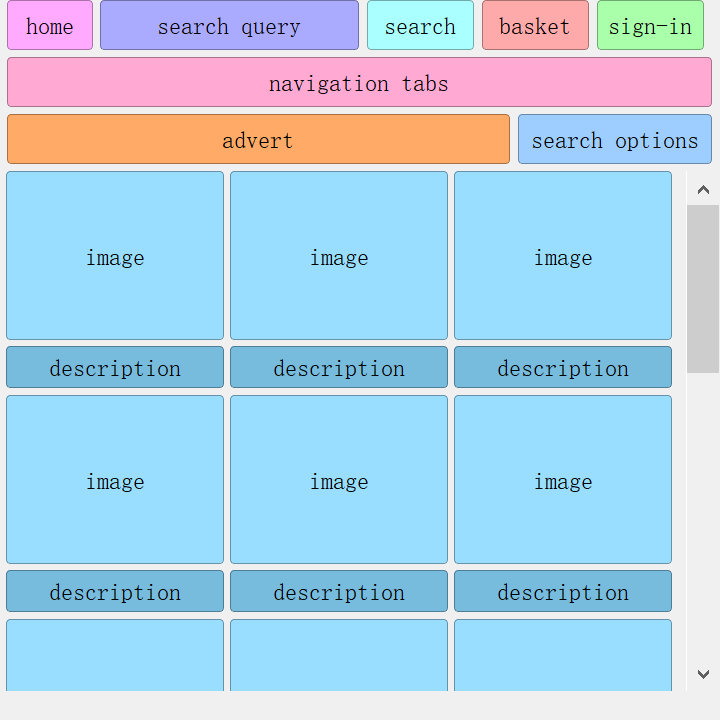 home search query search basket sign-in
navigation tabs
advert search options
image image image
description description description
image image image
description description description